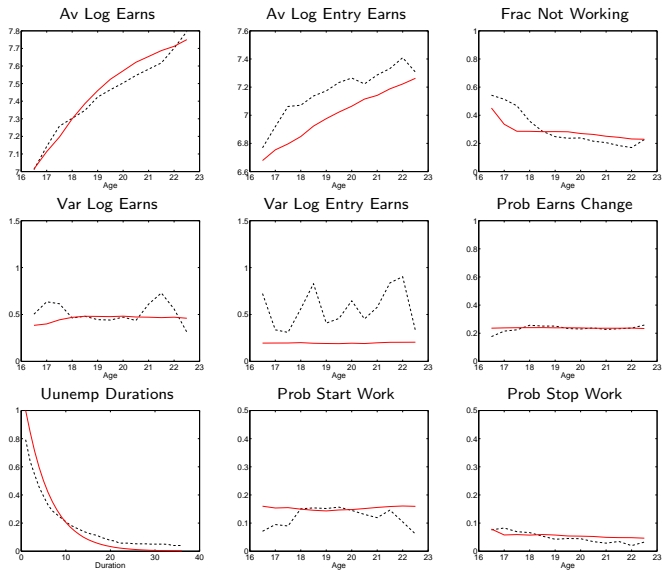 Av Log Earns
7.8
7.7
7.6
7.5
7.4
7.3
7.2
7.1
7
16 17 18 19 20 21 22 23
Age
Av Log Entry Earns
7.6
7.4
7.2
7
6.8
6.6
16 17 18 19 20 21 22 23
Age
Frac Not Working
1
0.8
0.6
0.4
0.2
0
16 17 18 19 20 21 22 23
Age
Var Log Earns
1.5
1
0.5
0
16 17 18 19 20 21 22 23
Age
Var Log Entry Earns
1.5
1
0.5
0
16 17 18 19 20 21 22 23
Age
Prob Earns Change
1
0.8
0.6
0.4
0.2
0
16 17 18 19 20 21 22 23
Age
Uunemp Durations
1
0.8
0.6
0.4
0.2
0
0 10 20 30 40
Duration
Prob Start Work
0.5
0.4
0.3
0.2
0.1
0
16 17 18 19 20 21 22 23
Age
Prob Stop Work
0.5
0.4
0.3
0.2
0.1
0
16 17 18 19 20 21 22 23
Age